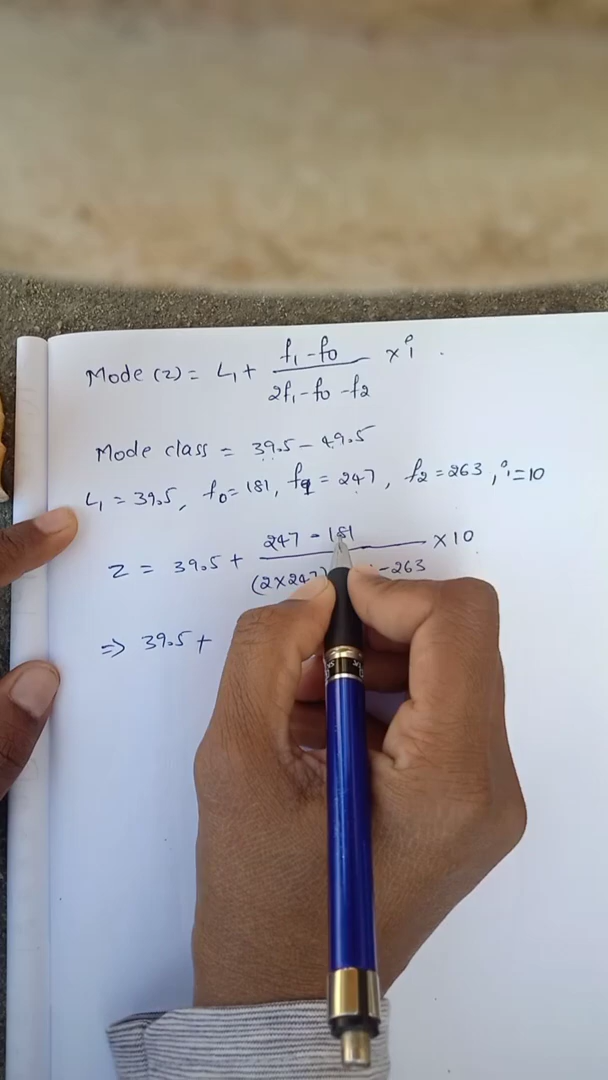 Mode (z) = L₁ + (f₁ - f₀)/(2f₁ - f₀ - f₂) × i .
Mode class = 39.5 - 49.5
L₁ = 39.5, f₀ = 181, f₁ = 247, f₂ = 263, i = 10
Z = 39.5 + 247 - 181 × 10
(2×247) - 263
⇒ 39.5 +